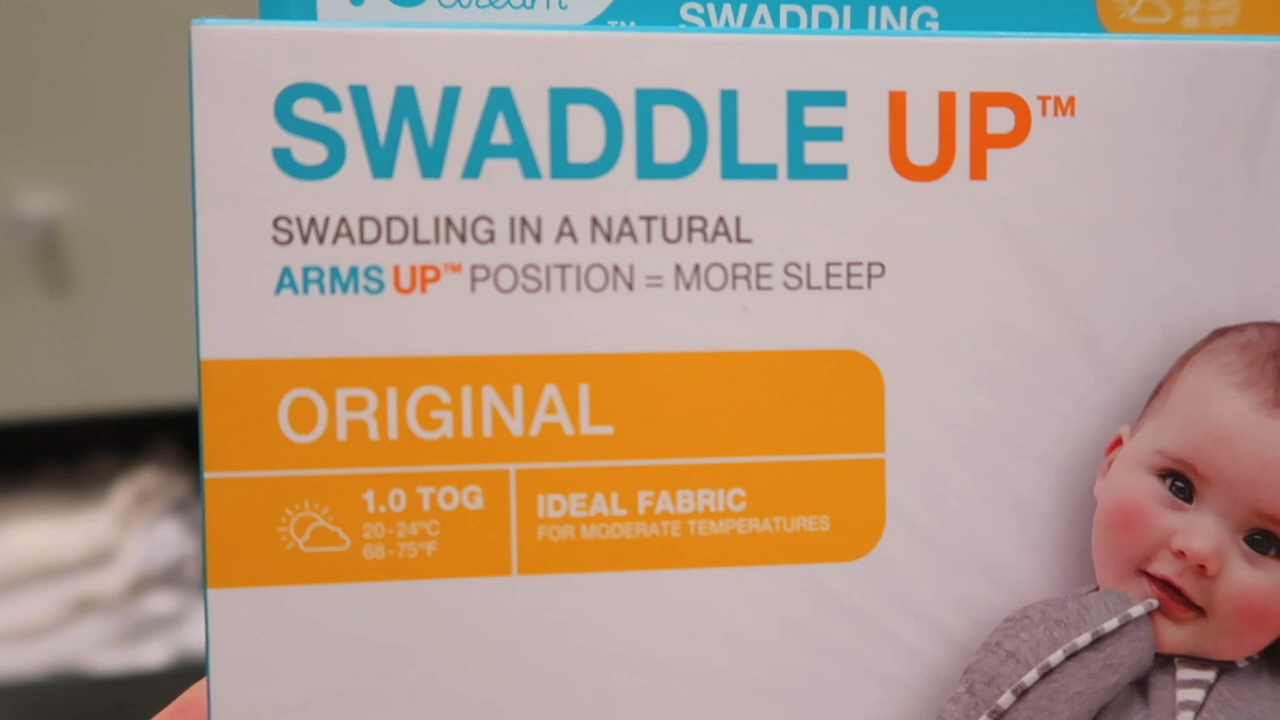 SWADDLING
SWADDLE UP™
SWADDLING IN A NATURAL
ARMS UP™ POSITION = MORE SLEEP
ORIGINAL
1.0 TOG
20-24°C
68-75°F
IDEAL FABRIC
FOR MODERATE TEMPERATURES